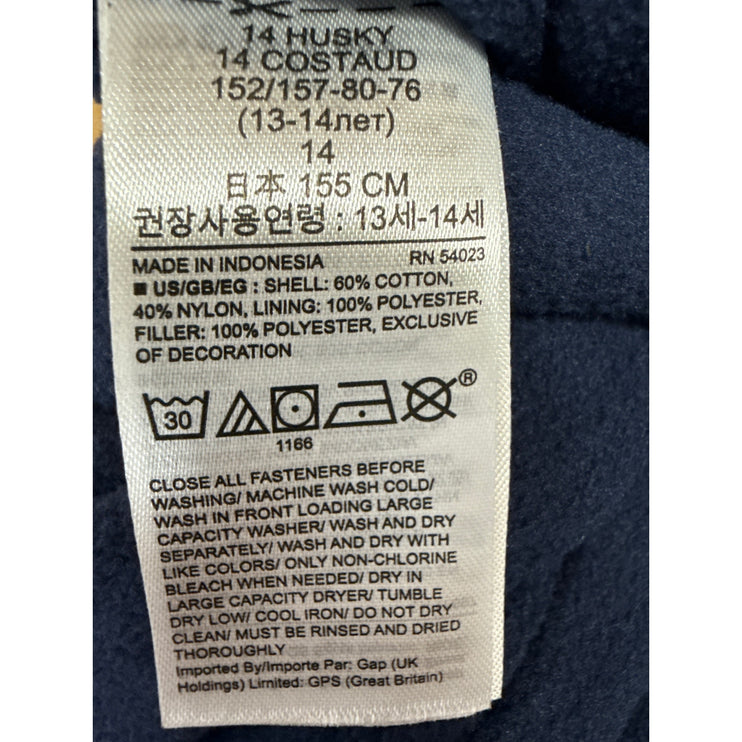 14 HUSKY
14 COSTAUD
152/157-80-76
(13-14лет)
14
日本 155 CM
권장사용연령 : 13세-14세
MADE IN INDONESIA RN 54023
■ US/GB/EG : SHELL: 60% COTTON,
40% NYLON, LINING: 100% POLYESTER,
FILLER: 100% POLYESTER, EXCLUSIVE
OF DECORATION
30
®
1166
CLOSE ALL FASTENERS BEFORE
WASHING/ MACHINE WASH COLD/
WASH IN FRONT LOADING LARGE
CAPACITY WASHER/ WASH AND DRY
SEPARATELY/ WASH AND DRY WITH
LIKE COLORS/ ONLY NON-CHLORINE
BLEACH WHEN NEEDED/ DRY IN
LARGE CAPACITY DRYER/ TUMBLE
DRY LOW/ COOL IRON/ DO NOT DRY
CLEAN/ MUST BE RINSED AND DRIED
THOROUGHLY
Imported By/Importe Par: Gap (UK
Holdings) Limited: GPS (Great Britain)